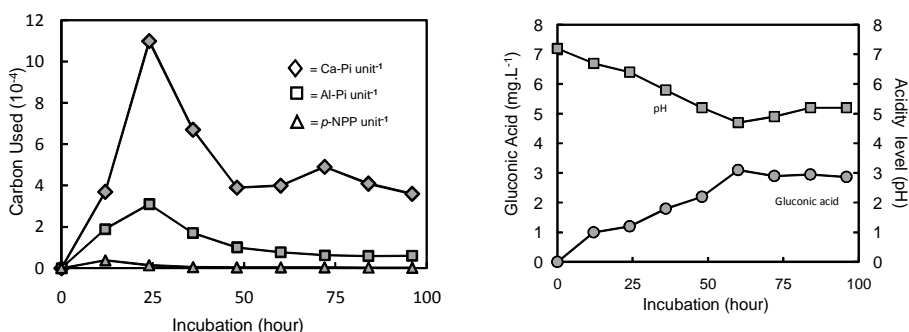 12
10
8
6
4
2
0
Carbon Used (10⁻⁴)
= Ca-Pi unit⁻¹
= Al-Pi unit⁻¹
= p-NPP unit⁻¹
0 25 50 75 100
Incubation (hour)
8
7
6
5
4
3
2
1
0
Gluconic Acid (mg.L⁻¹)
pH
Gluconic acid
8
7
6
5
4
3
2
1
0
Acidity level (pH)
0 25 50 75 100
Incubation (hour)